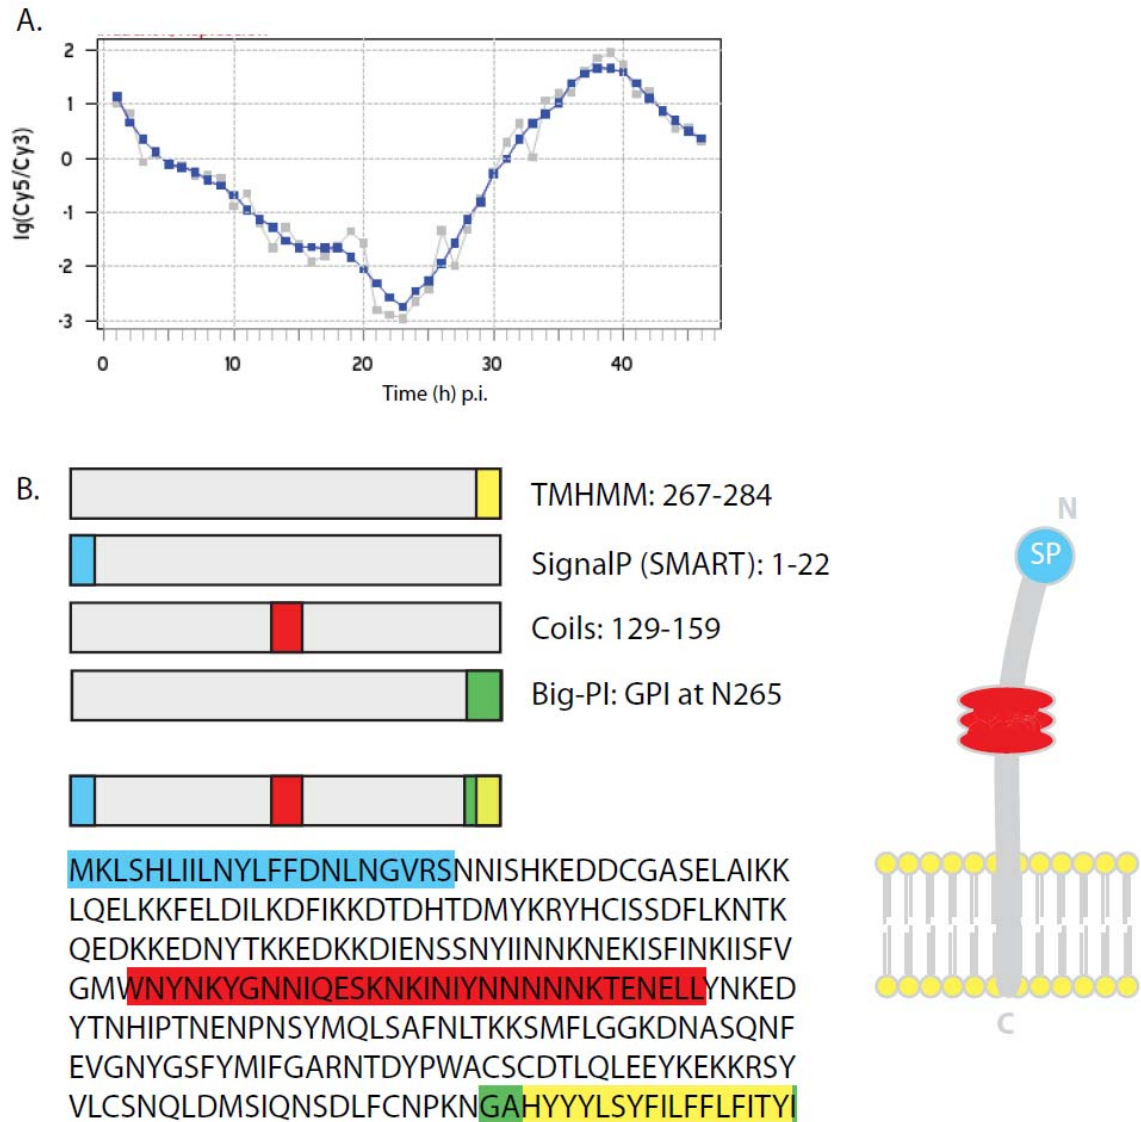 A.
2
1
0
-1
-2
-3
lg(Cy5/Cy3)
0 10 20 30 40
Time (h) p.i.
B.
TMHMM: 267-284
SignalP (SMART): 1-22
Coils: 129-159
Big-PI: GPI at N265
MKLSHLIILNYLFFDNLNGVRSNNISHKEDDCGASELAIKK
LQELKKFELDILKDFIKKDTDHTDMYKRYHCISSDFLKNTK
QEDKKEDNYTKKEDKKDIENSSNYIINNKNEKISFINKIISFV
GMWNYNKYGNNIQESKNKINIYNNNNNNKTENELLYNKED
YTNHIPTNENPNSYMQLSAFNLTKKSMFLGGKDNASQNF
EVGNYGSFYMIFGARNTDYPWACSCDTLQLEEYKEKKRSY
VLCSNQLDMSIQNSDLFCNPKNGAHYYYLSYFILFFLFITYI
N
SP
C